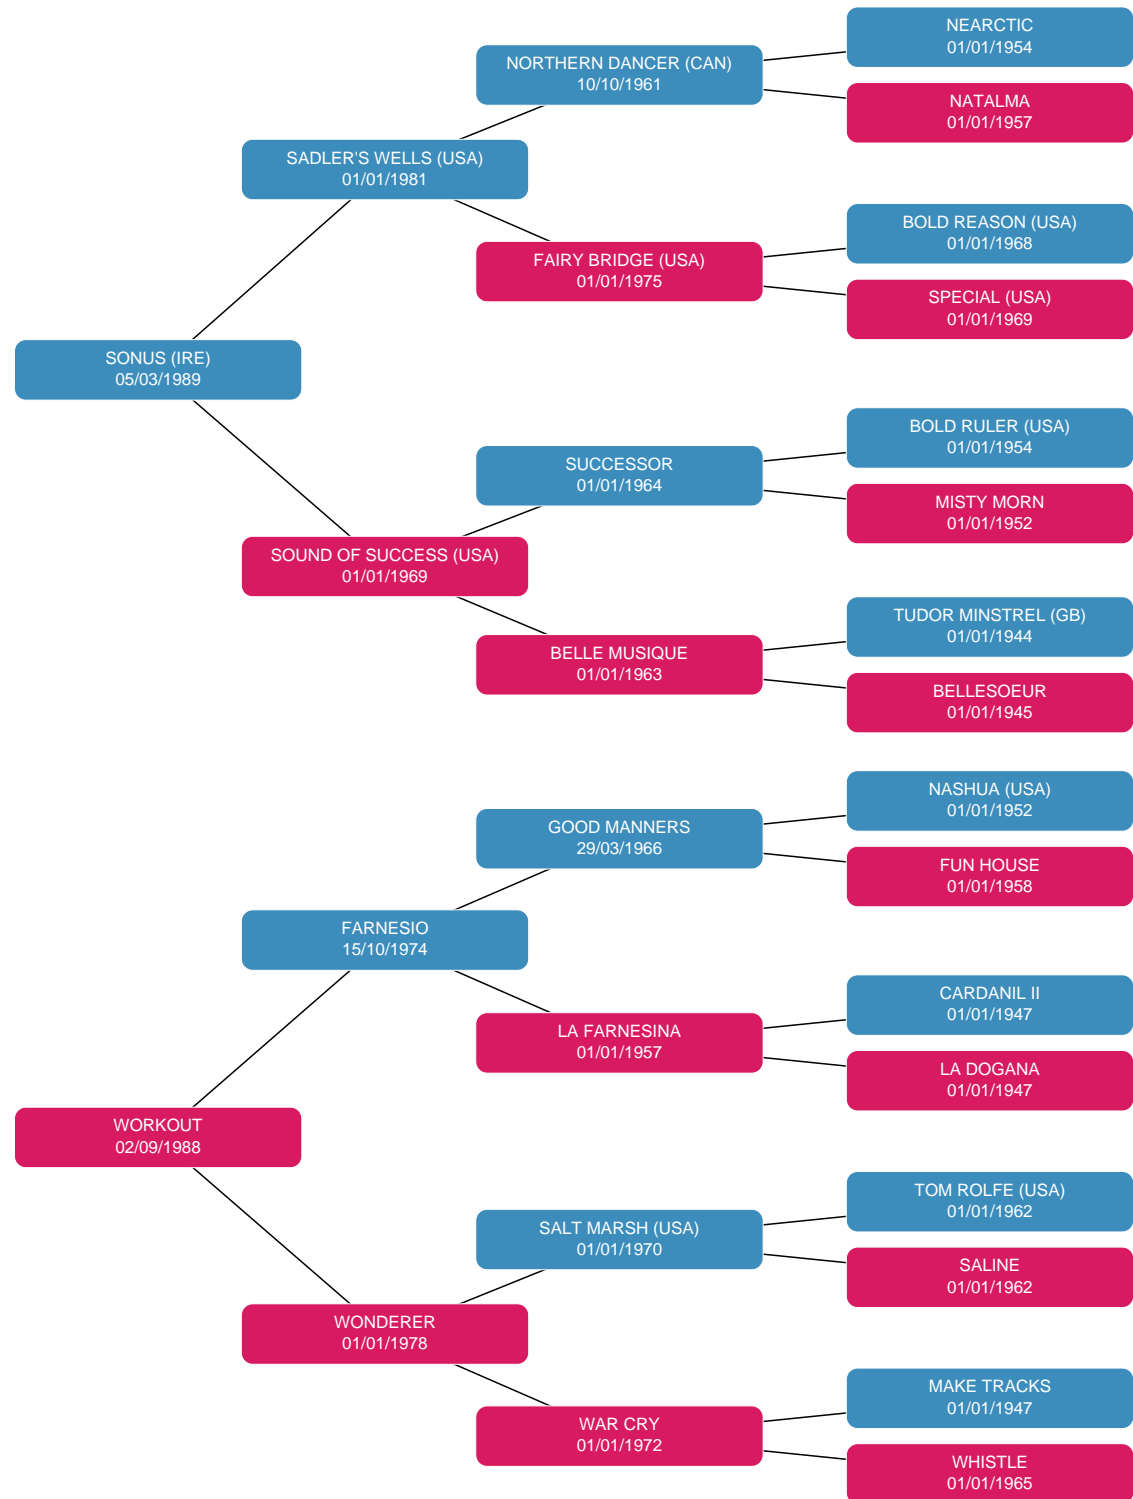 NEARCTIC
01/01/1954
NORTHERN DANCER (CAN)
10/10/1961
NATALMA
01/01/1957
SADLER'S WELLS (USA)
01/01/1981
BOLD REASON (USA)
01/01/1968
FAIRY BRIDGE (USA)
01/01/1975
SPECIAL (USA)
01/01/1969
SONUS (IRE)
05/03/1989
BOLD RULER (USA)
01/01/1954
SUCCESSOR
01/01/1964
MISTY MORN
01/01/1952
SOUND OF SUCCESS (USA)
01/01/1969
TUDOR MINSTREL (GB)
01/01/1944
BELLE MUSIQUE
01/01/1963
BELLESOEUR
01/01/1945
NASHUA (USA)
01/01/1952
GOOD MANNERS
29/03/1966
FUN HOUSE
01/01/1958
FARNESIO
15/10/1974
CARDANIL II
01/01/1947
LA FARNESINA
01/01/1957
LA DOGANA
01/01/1947
WORKOUT
02/09/1988
TOM ROLFE (USA)
01/01/1962
SALT MARSH (USA)
01/01/1970
SALINE
01/01/1962
WONDERER
01/01/1978
MAKE TRACKS
01/01/1947
WAR CRY
01/01/1972
WHISTLE
01/01/1965